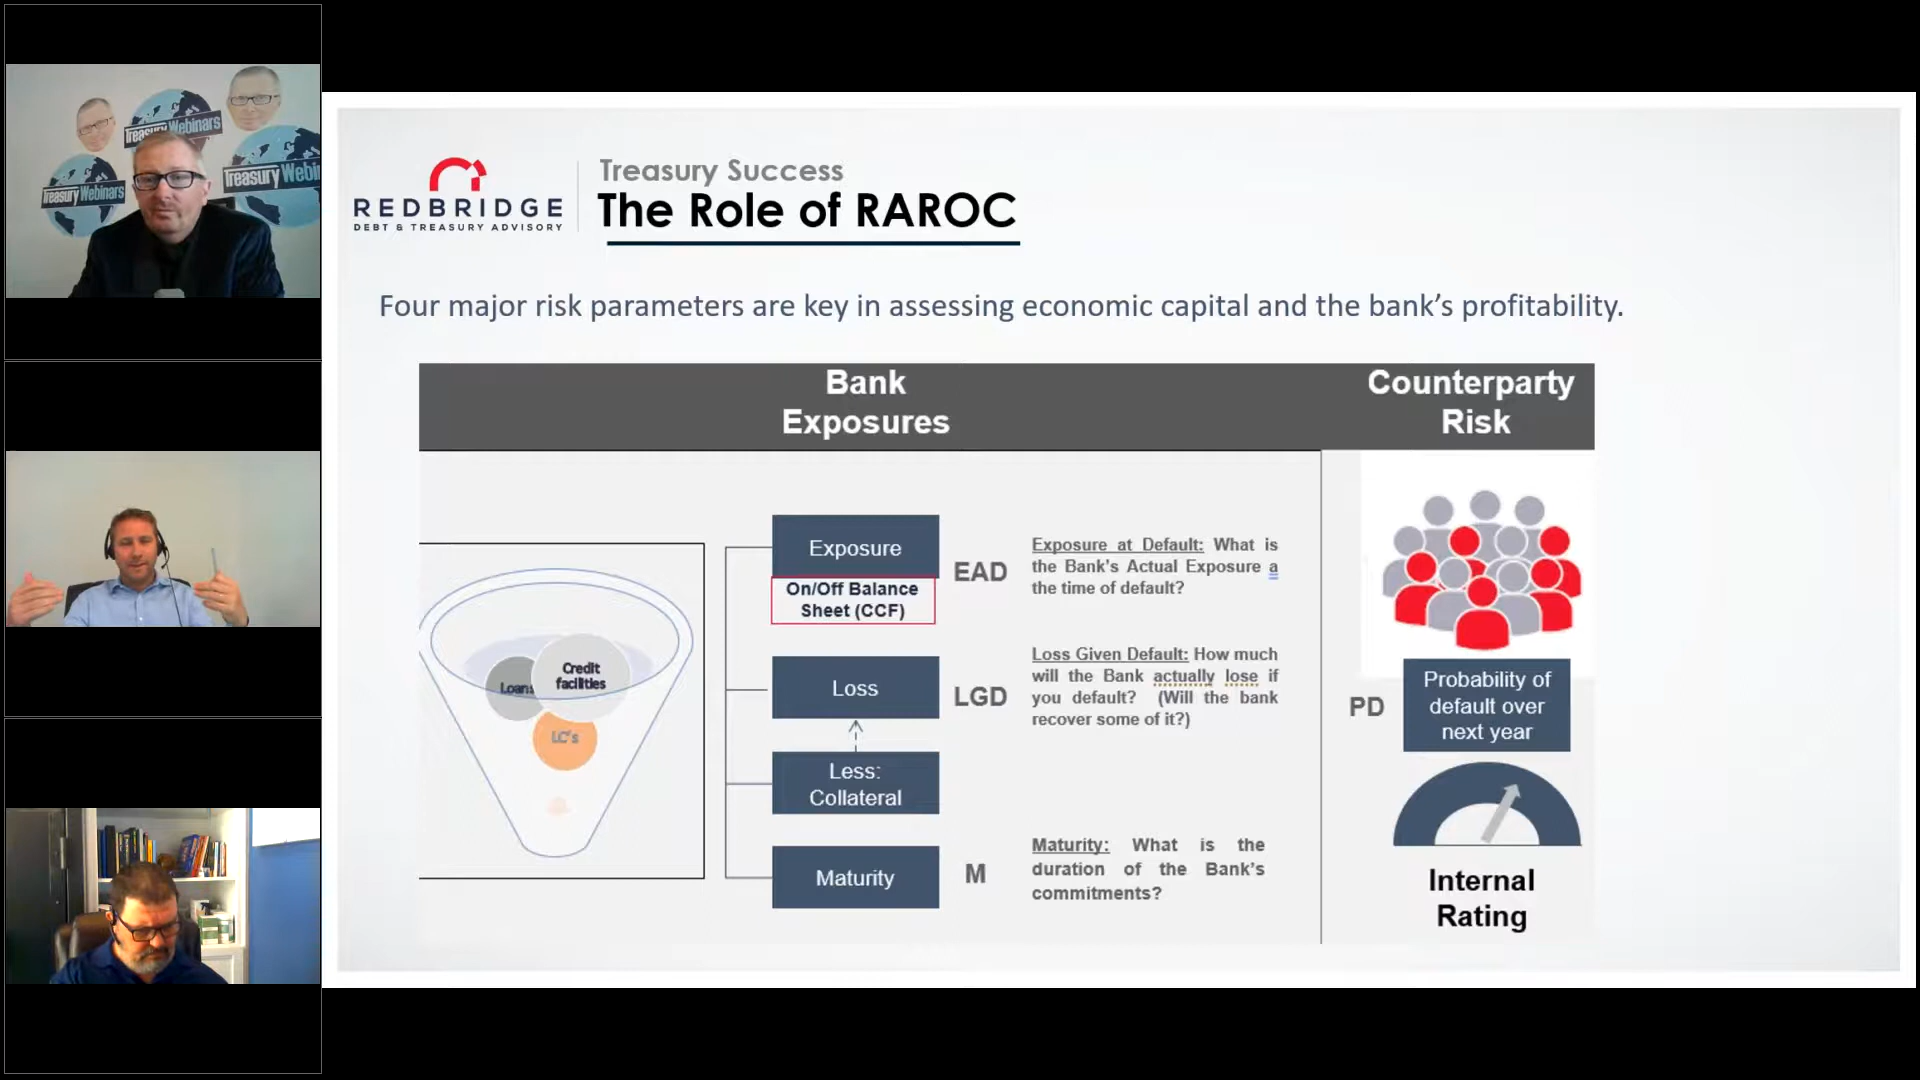 Treasury Webinars
Treasury Webinars
Treasury Webi
REDBRIDGE
DEBT & TREASURY ADVISORY
Treasury Success
The Role of RAROC
Four major risk parameters are key in assessing economic capital and the bank's profitability.
Bank
Exposures
Counterparty
Risk
Loans
Credit
facilities
LC's
Exposure
On/Off Balance
Sheet (CCF)
EAD
Exposure at Default: What is
the Bank's Actual Exposure a
the time of default?
Loss
LGD
Loss Given Default: How much
will the Bank actually lose if
you default? (Will the bank
recover some of it?)
Less:
Collateral
Maturity
M
Maturity: What is the
duration of the Bank's
commitments?
PD
Probability of
default over
next year
Internal
Rating